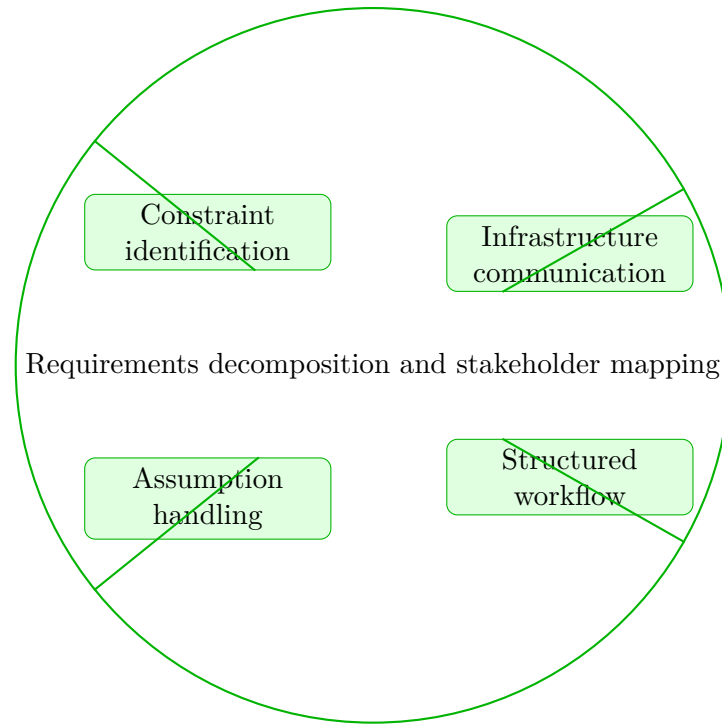 Constraint
identification
Infrastructure
communication
Requirements decomposition and stakeholder mapping
Assumption
handling
Structured
workflow